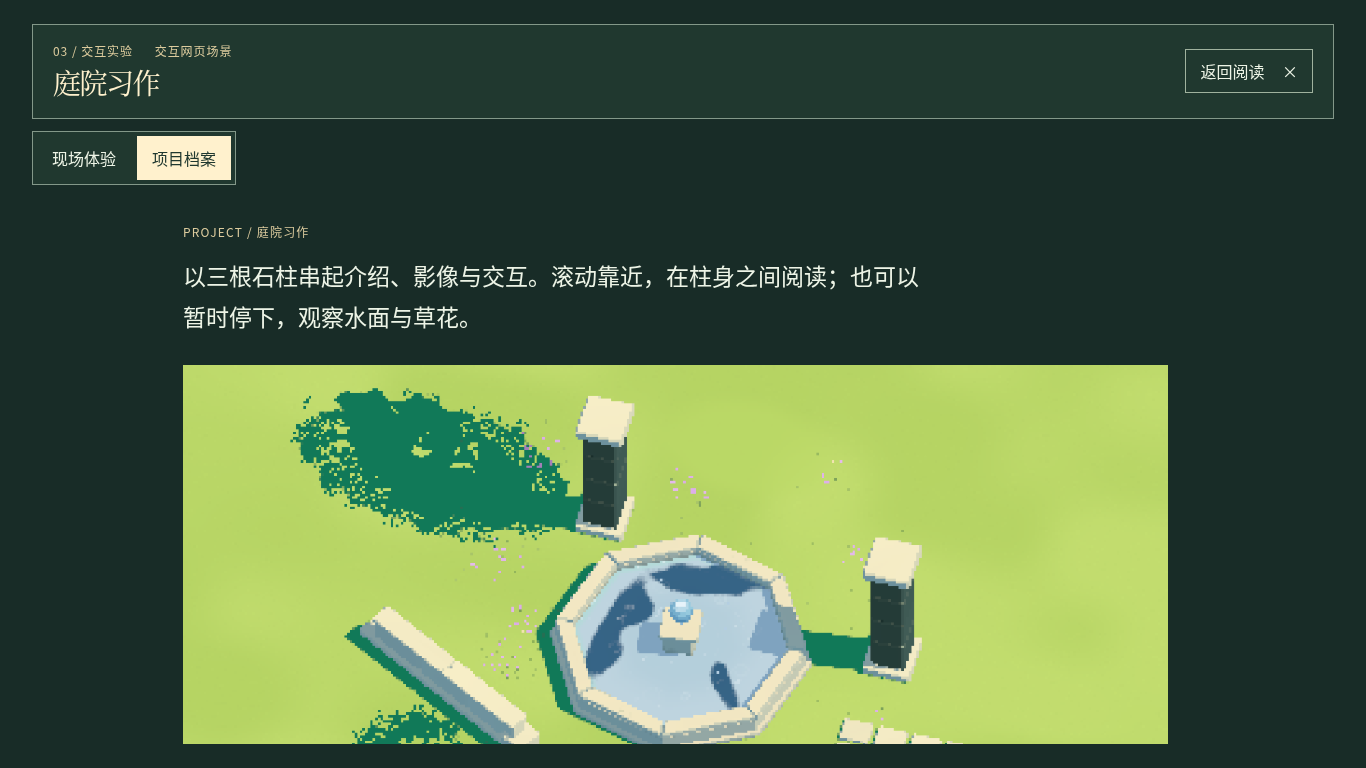 03 / 交互实验 交互网页场景
庭院习作
返回阅读 ×
现场体验 项目档案
PROJECT / 庭院习作
以三根石柱串起介绍、影像与交互。滚动靠近，在柱身之间阅读；也可以
暂时停下，观察水面与草花。